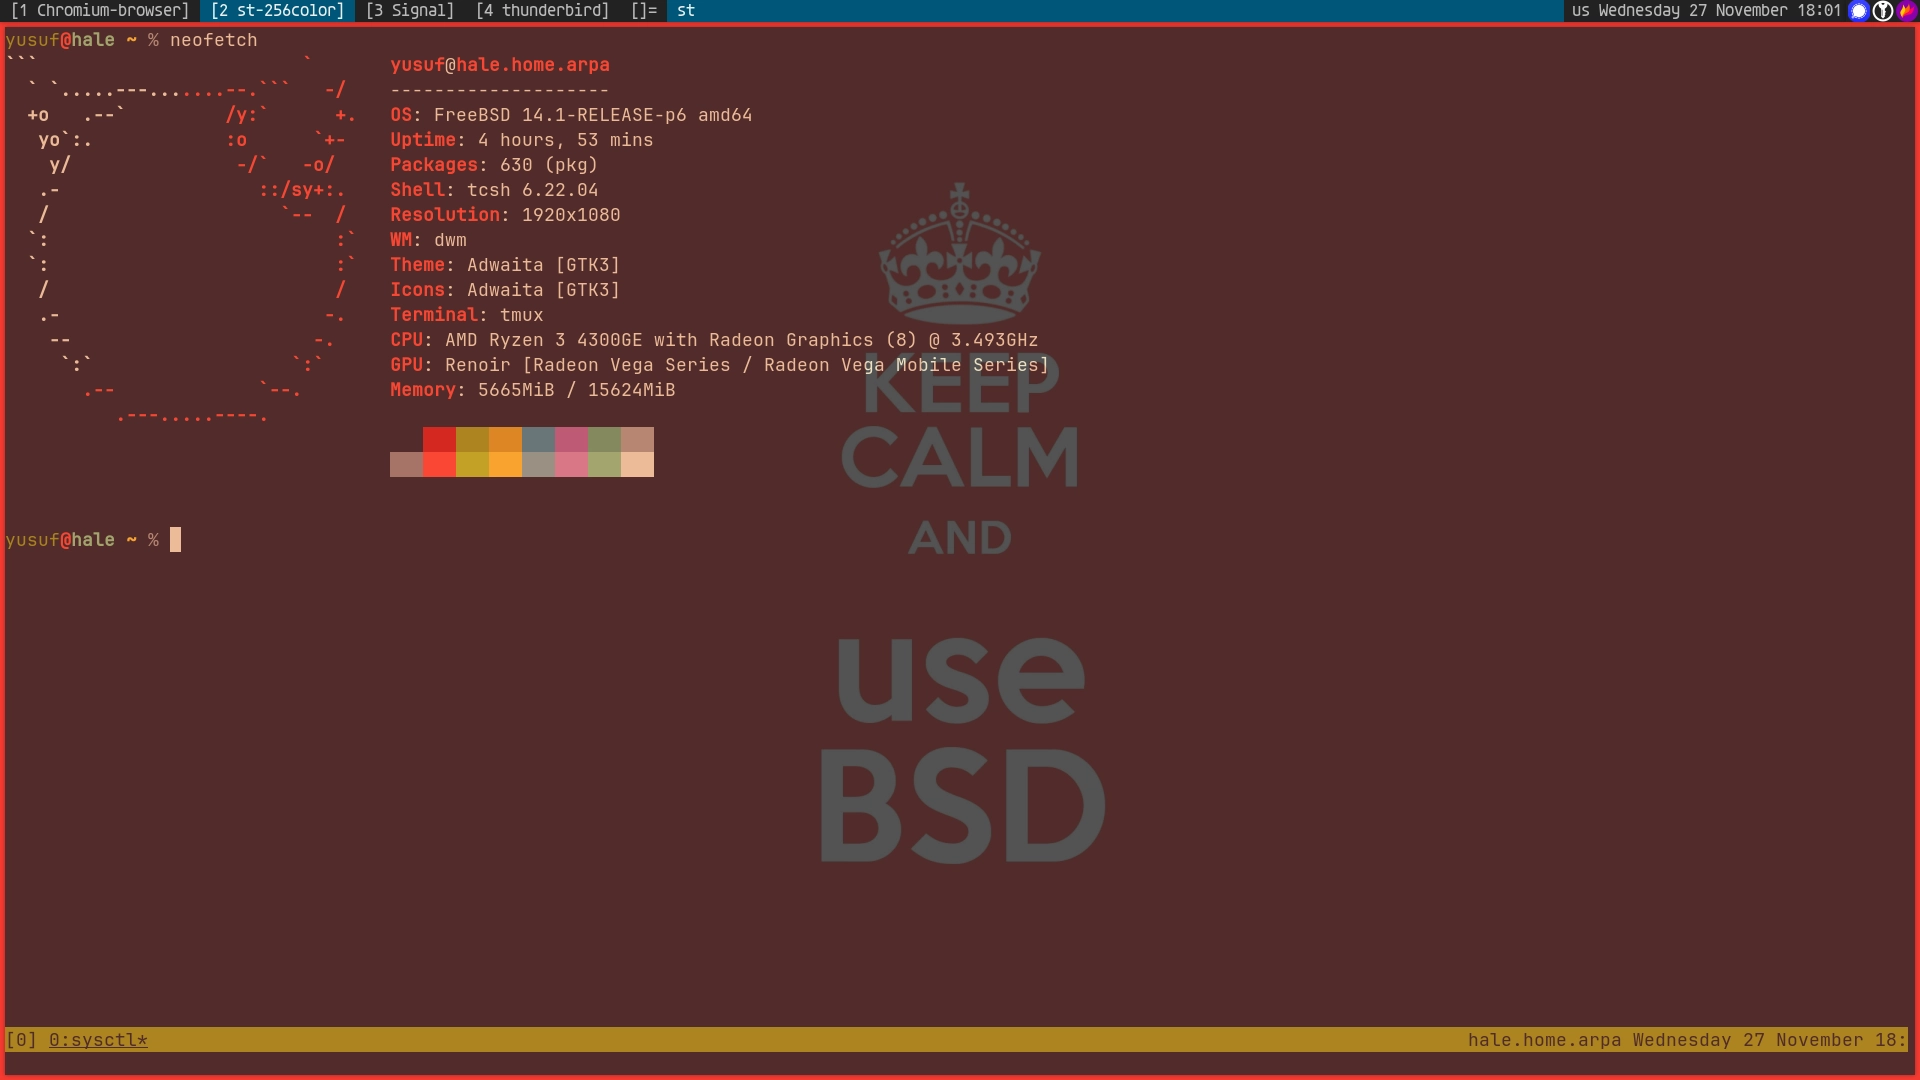 [1 Chromium-browser] [2 st-256color] [3 Signal] [4 thunderbird] []= st us Wednesday 27 November 18:01
yusuf@hale ~ % neofetch
```                        `
  ` `.....---.......--.```   -/
  +o   .--`         /y:`      +.
   yo`:.            :o      `+-
    y/               -/`   -o/
   .-                  ::/sy+:.
   /                     `--  /
  `:                          :`
  `:                          :`
   /                          /
   .-                        -.
    --                      -.
     `:`                  `:`
       .--             `--.
          .---.....----.
yusuf@hale.home.arpa
--------------------
OS: FreeBSD 14.1-RELEASE-p6 amd64
Uptime: 4 hours, 53 mins
Packages: 630 (pkg)
Shell: tcsh 6.22.04
Resolution: 1920x1080
WM: dwm
Theme: Adwaita [GTK3]
Icons: Adwaita [GTK3]
Terminal: tmux
CPU: AMD Ryzen 3 4300GE with Radeon Graphics (8) @ 3.493GHz
GPU: Renoir [Radeon Vega Series / Radeon Vega Mobile Series]
Memory: 5665MiB / 15624MiB
yusuf@hale ~ %
KEEP
CALM
AND
use
BSD
[0] 0:sysctl* hale.home.arpa Wednesday 27 November 18: